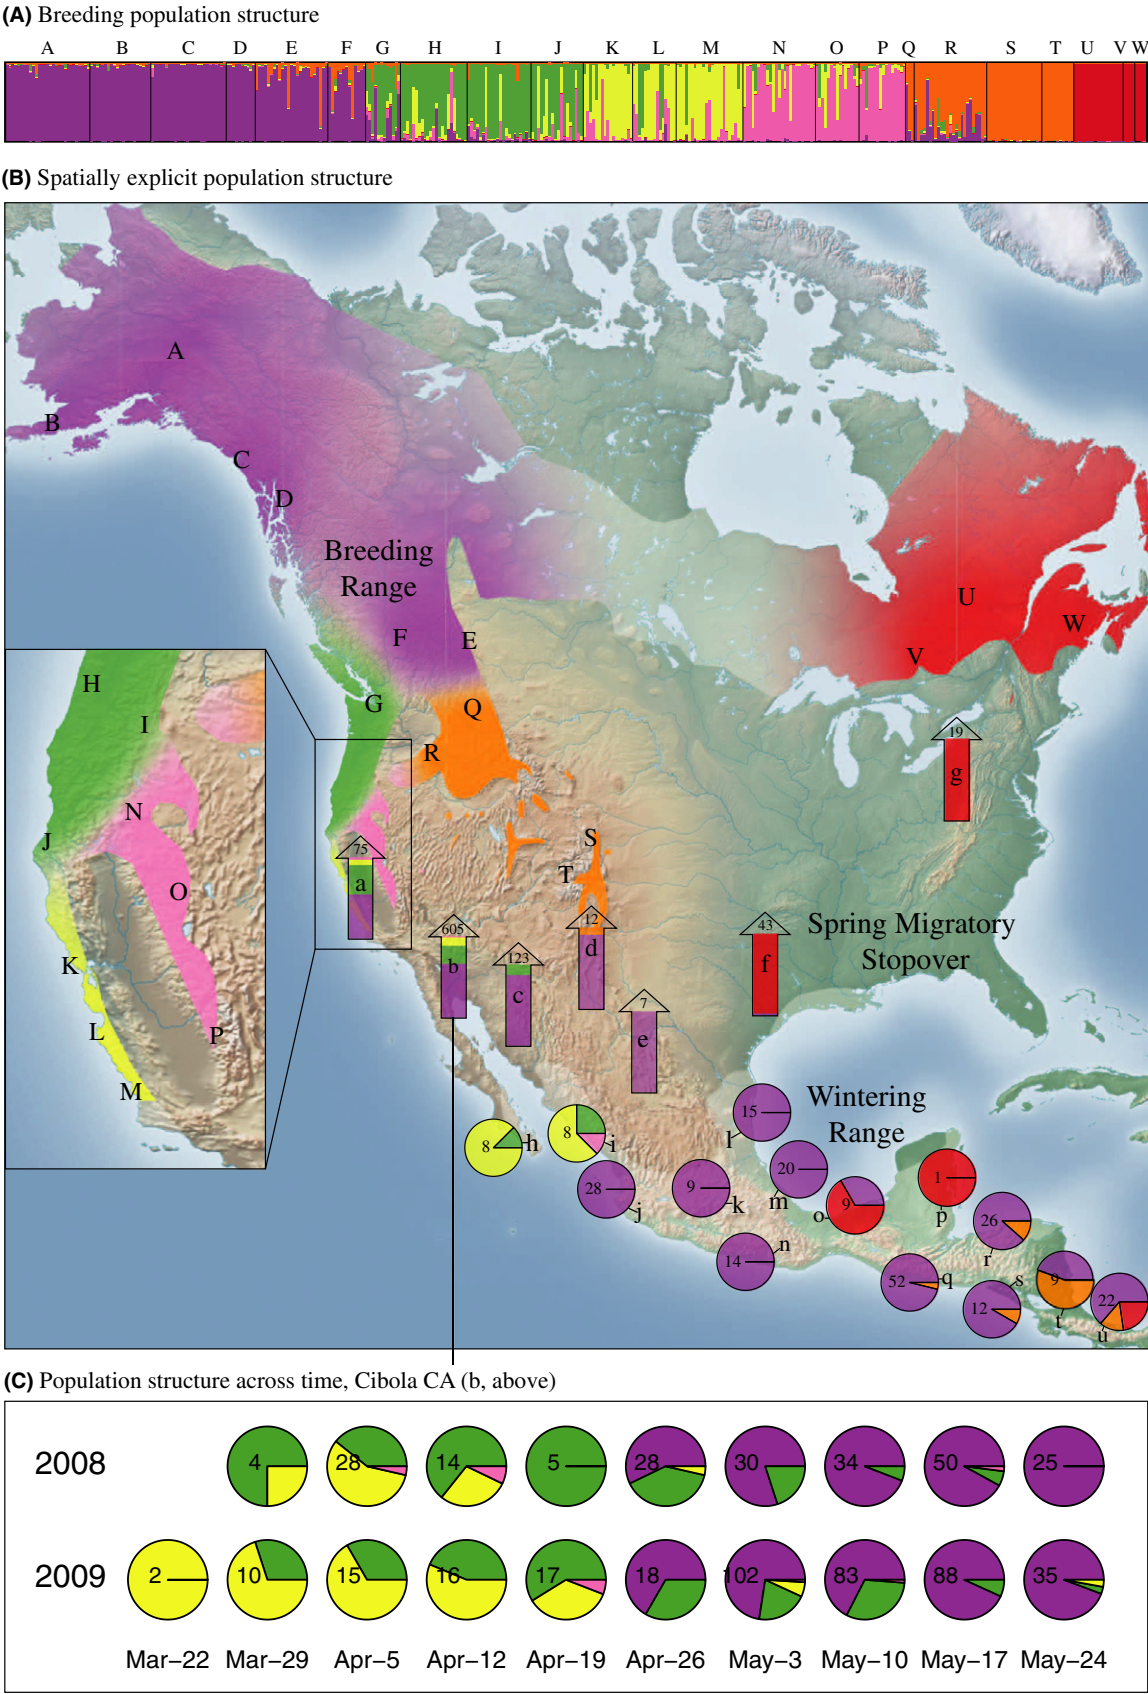 (A) Breeding population structure
A B C D E F G H I J K L M N O P Q R S T U V W
(B) Spatially explicit population structure
A
B
C
D
Breeding
Range
F
E
U
W
V
G
Q
R
H
I
N
J
O
K
L
P
M
19
g
75
a
S
T
605
b
123
c
12
d
43
f
Spring Migratory
Stopover
7
e
Wintering
Range
8 h
8 i
15
l
20
m
28
j
9
k
9
o
1
p
26
r
14
n
52 q
12
s
9
t
22
u
(C) Population structure across time, Cibola CA (b, above)
2008 4 28 14 5 28 30 34 50 25
2009 2 10 15 16 17 18 102 83 88 35
Mar–22 Mar–29 Apr–5 Apr–12 Apr–19 Apr–26 May–3 May–10 May–17 May–24